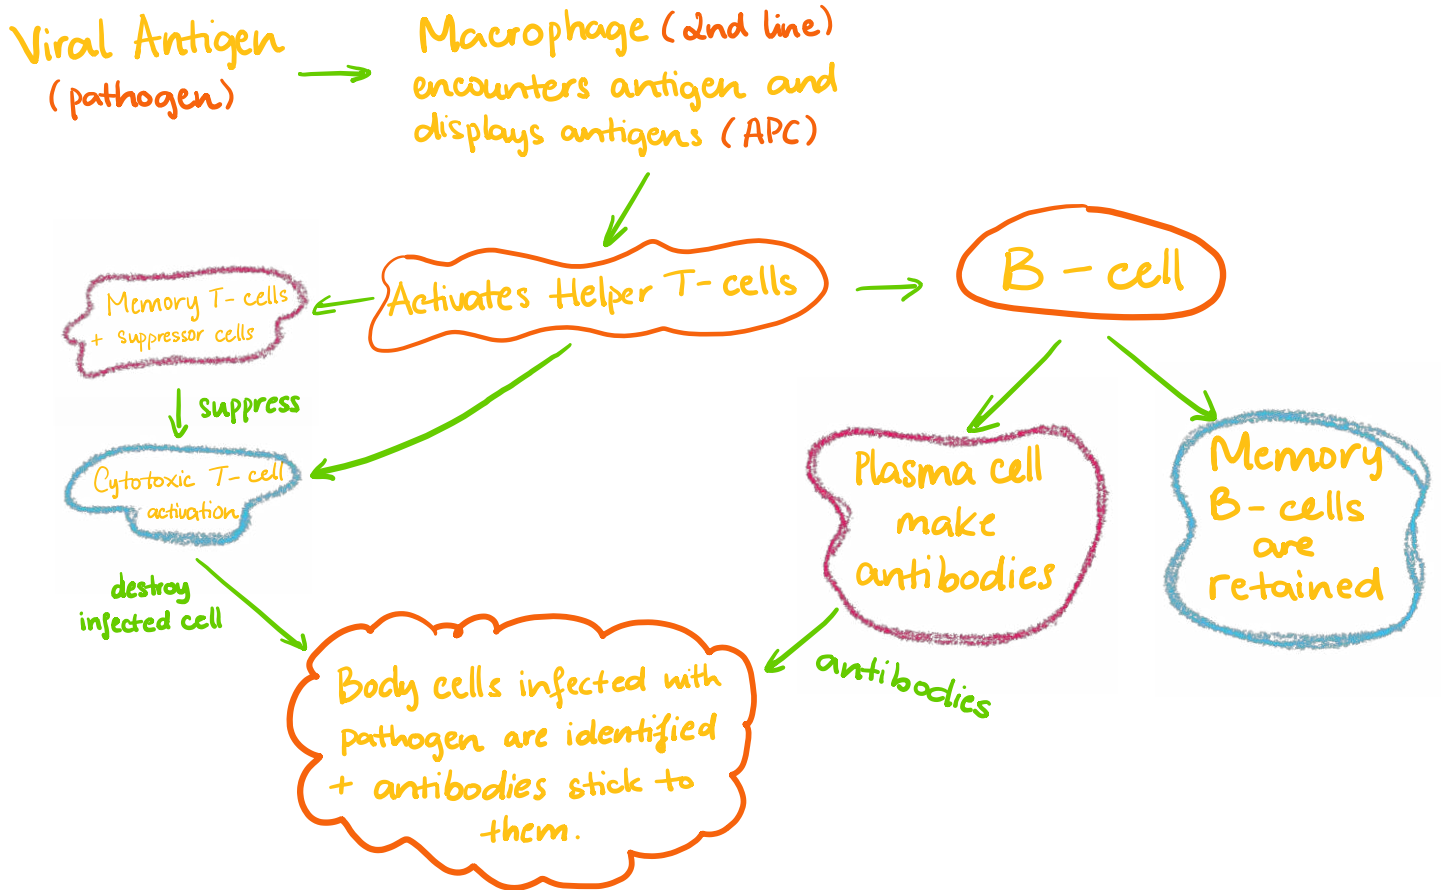 Viral Antigen
(pathogen)
Macrophage (2nd line)
encounters antigen and
displays antigens (APC)
Activates Helper T-cells
B-cell
Memory T-cells
+ suppressor cells
suppress
Cytotoxic T-cell
activation
destroy
infected cell
Plasma cell
make
antibodies
antibodies
Memory
B-cells
are
retained
Body cells infected with
pathogen are identified
+ antibodies stick to
them.